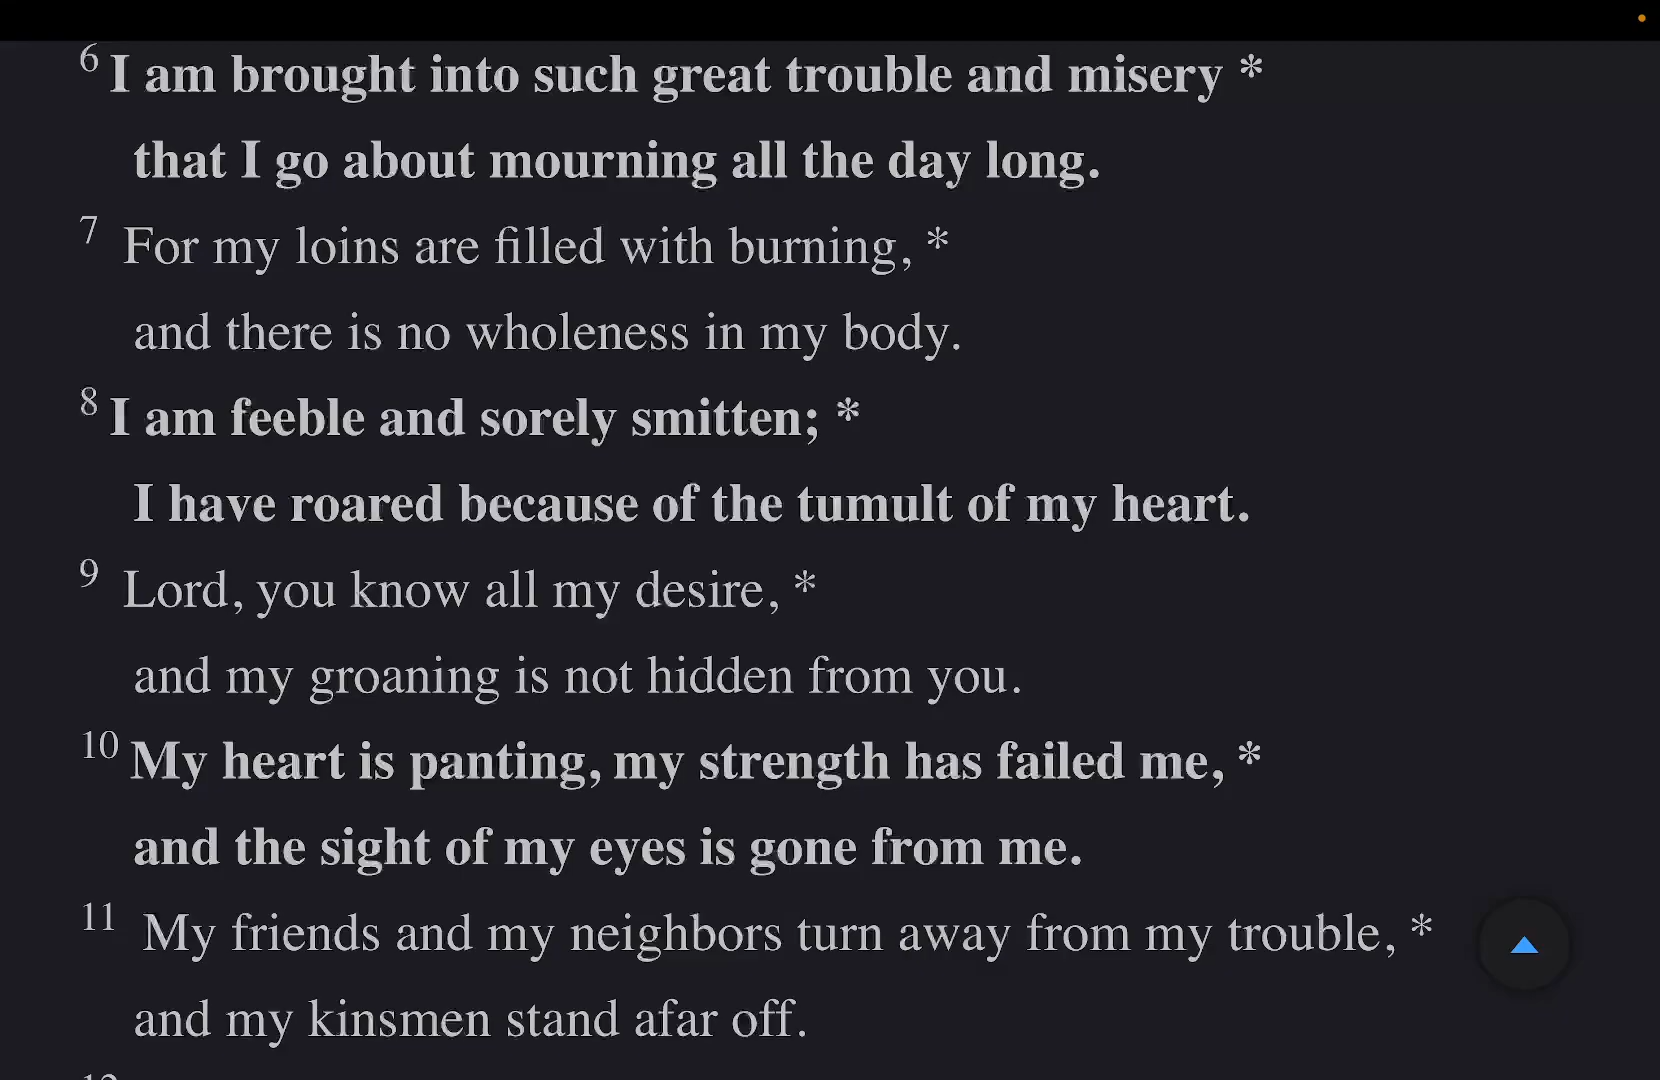 6 I am brought into such great trouble and misery *
that I go about mourning all the day long.
7 For my loins are filled with burning, *
and there is no wholeness in my body.
8 I am feeble and sorely smitten; *
I have roared because of the tumult of my heart.
9 Lord, you know all my desire, *
and my groaning is not hidden from you.
10 My heart is panting, my strength has failed me, *
and the sight of my eyes is gone from me.
11 My friends and my neighbors turn away from my trouble, *
and my kinsmen stand afar off.